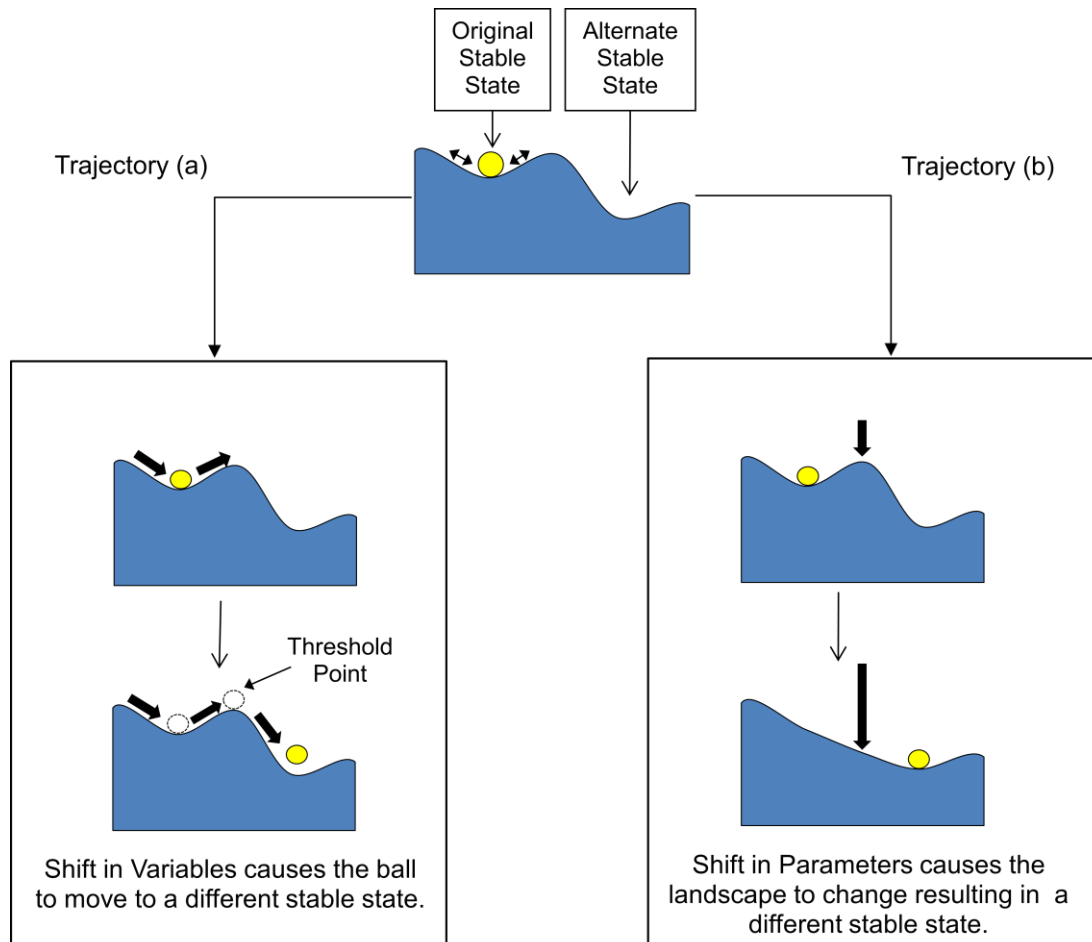 Original
Stable
State
Alternate
Stable
State
Trajectory (a)
Trajectory (b)
Threshold
Point
Shift in Variables causes the ball
to move to a different stable state.
Shift in Parameters causes the
landscape to change resulting in a
different stable state.